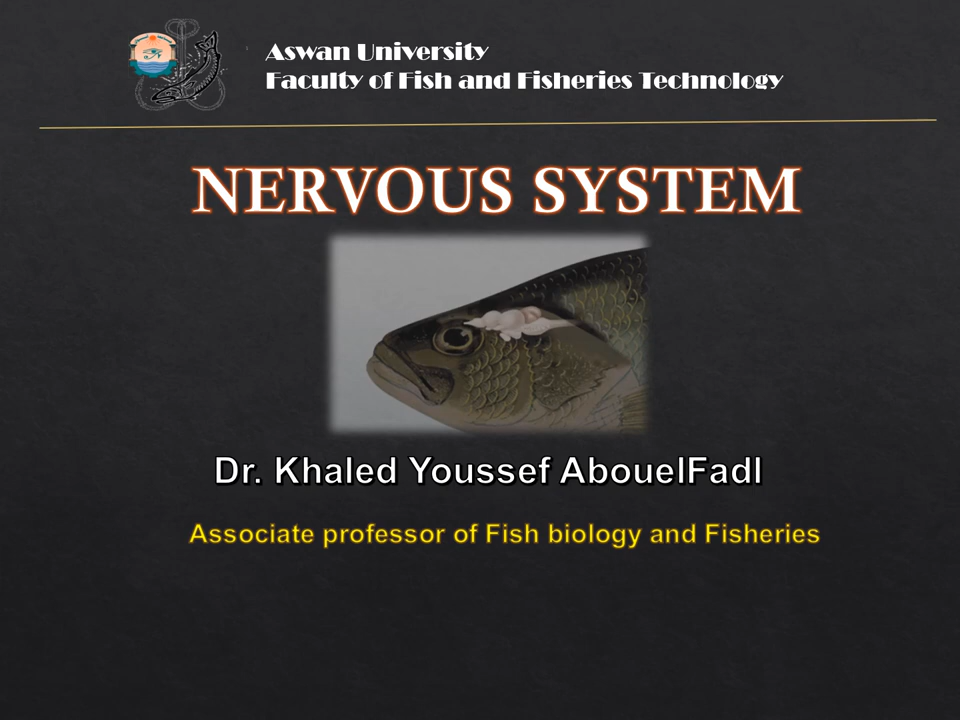 Aswan University
Faculty of Fish and Fisheries Technology
NERVOUS SYSTEM
Dr. Khaled Youssef AbouelFadl
Associate professor of Fish biology and Fisheries